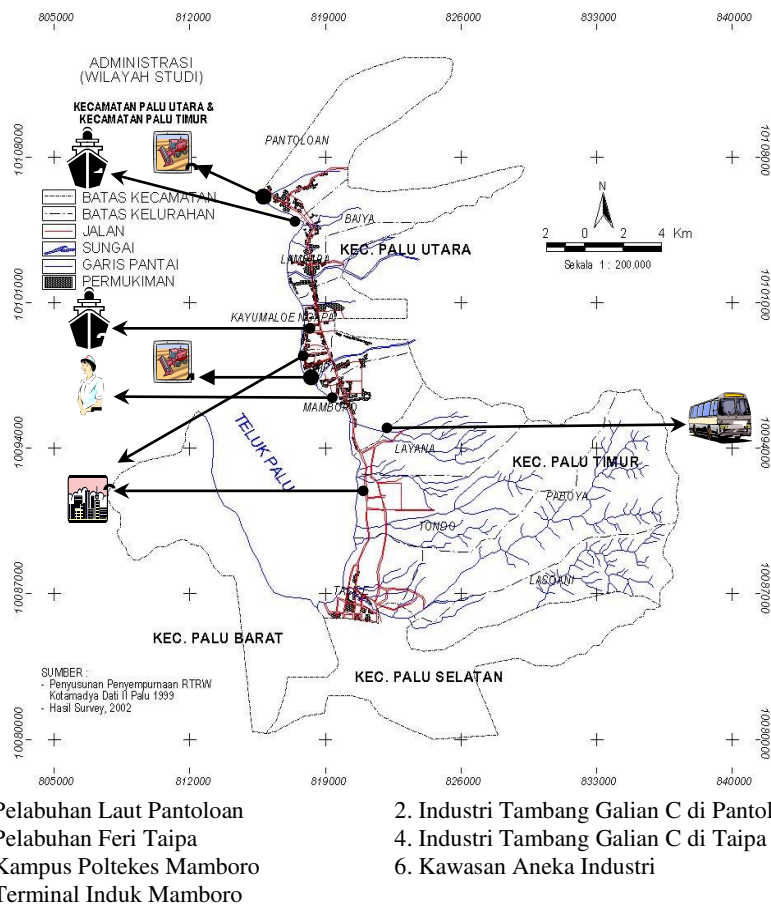 805000 812000 819000 826000 833000 840000
ADMINISTRASI
(WILAYAH STUDI)
KECAMATAN PALU UTARA &
KECAMATAN PALU TIMUR
PANTOLOAN
10108000
10108000
BATAS KECAMATAN
BATAS KELURAHAN
JALAN
SUNGAI
GARIS PANTAI
PERMUKIMAN
BAIYA
KEC. PALU UTARA
N
2 0 2 4 Km
Sekala 1 : 200.000
10101000
10101000
KAYUMALOE NGAPA
MAMBORO
TELUK PALU
LAYANA
10094000
10094000
KEC. PALU TIMUR
PABOYA
TONDO
LASOANI
10087000
10087000
KEC. PALU BARAT
KEC. PALU SELATAN
SUMBER :
- Penyusunan Penyempurnaan RTRW
Kotamadya Dati II Palu 1999
- Hasil Survey, 2002
10080000
10080000
805000 812000 819000 826000 833000 840000
Pelabuhan Laut Pantoloan
2. Industri Tambang Galian C di Pantol
Pelabuhan Feri Taipa
4. Industri Tambang Galian C di Taipa
Kampus Poltekes Mamboro
6. Kawasan Aneka Industri
Terminal Induk Mamboro